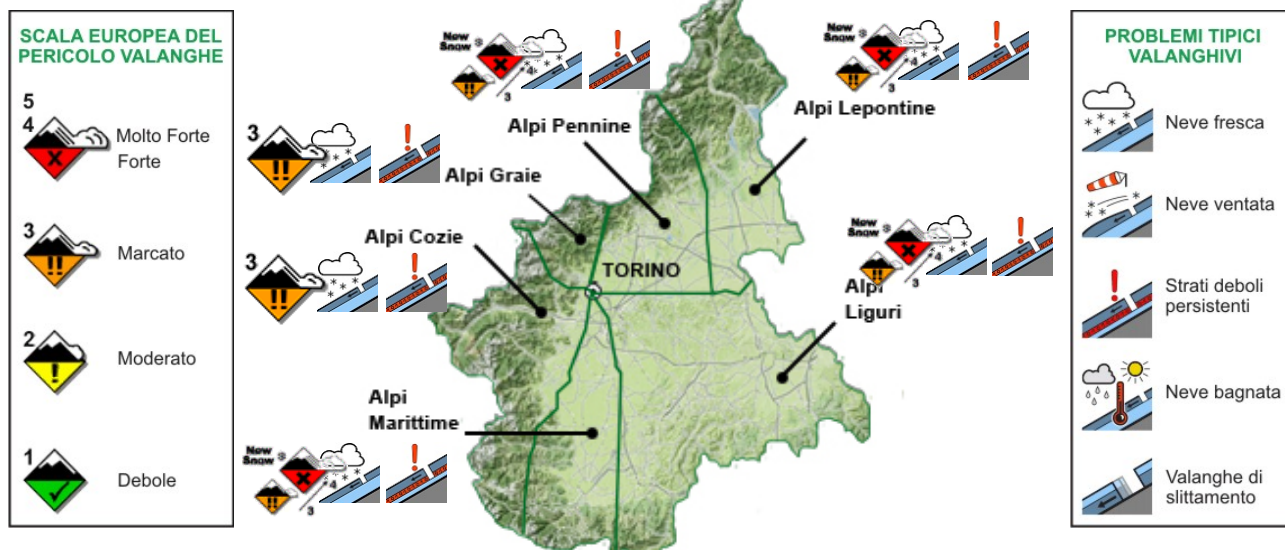 SCALA EUROPEA DEL
PERICOLO VALANGHE
5
4
Molto Forte
Forte
3
Marcato
2
Moderato
1
Debole
New
Snow
4
3
New
Snow
4
3
Alpi Lepontine
Alpi Pennine
3
Alpi Graie
Alpi Cozie
3
TORINO
New
Snow
4
3
Alpi
Liguri
Alpi
Marittime
New
Snow
4
3
PROBLEMI TIPICI
VALANGHIVI
Neve fresca
Neve ventata
Strati deboli
persistenti
Neve bagnata
Valanghe di
slittamento